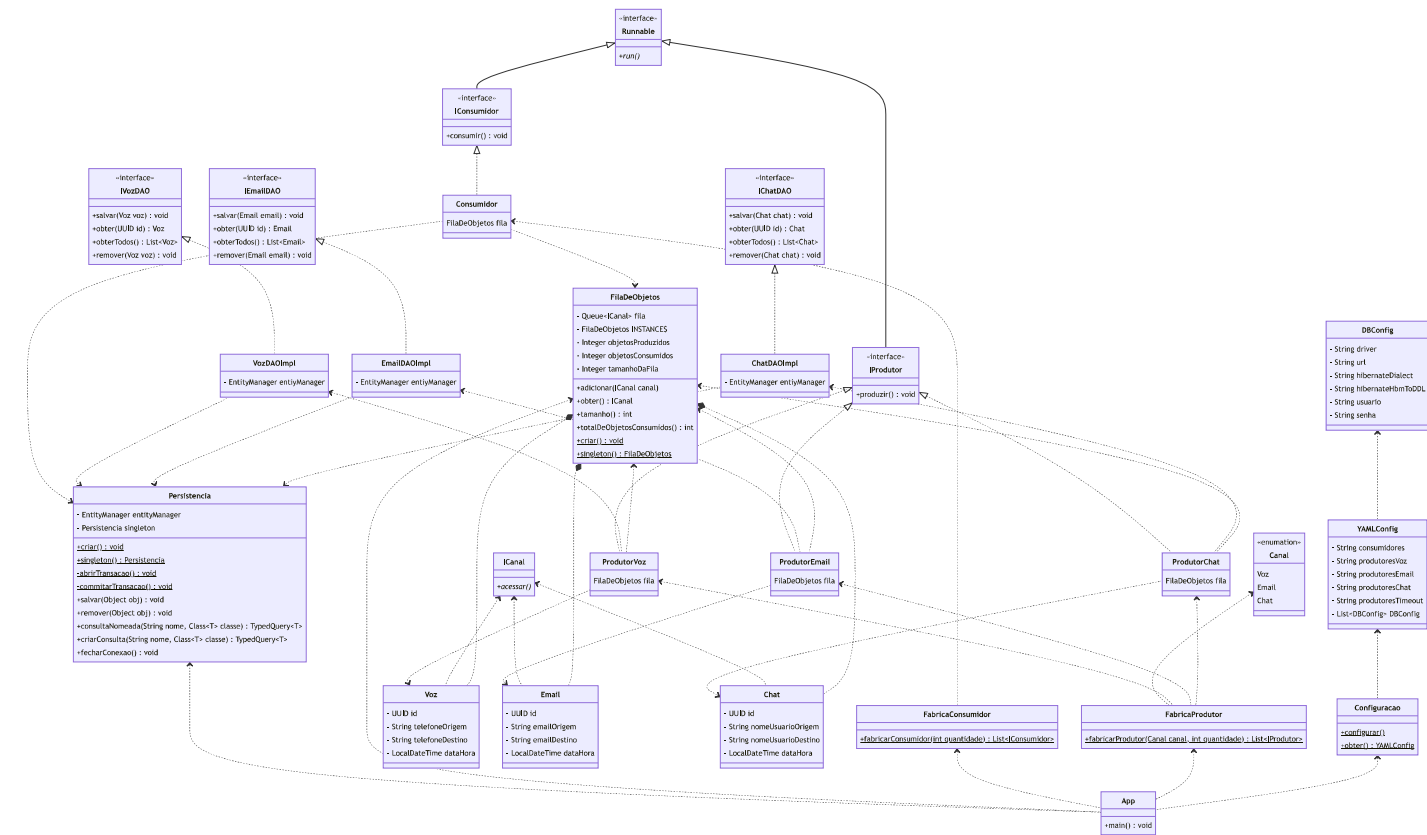 «interface»
Runnable
+run()
«interface»
IConsumidor
+consumir() : void
«interface»
IVozDAO
+salvar(Voz voz) : void
+obter(UUID id) : Voz
+obterTodos() : List<Voz>
+remover(Voz voz) : void
«interface»
IEmailDAO
+salvar(Email email) : void
+obter(UUID id) : Email
+obterTodos() : List<Email>
+remover(Email email) : void
Consumidor
FilaDeObjetos fila
«interface»
IChatDAO
+salvar(Chat chat) : void
+obter(UUID id) : Chat
+obterTodos() : List<Chat>
+remover(Chat chat) : void
FilaDeObjetos
- Queue<ICanal> fila
- FilaDeObjetos INSTANCES
- Integer objetosProduzidos
- Integer objetosConsumidos
- Integer tamanhoDaFila
+adicionar(ICanal canal)
+obter() : ICanal
+tamanho() : int
+totalDeObjetosConsumidos() : int
+criar() : void
+singleton() : FilaDeObjetos
VozDAOImpl
- EntityManager entiyManager
EmailDAOImpl
- EntityManager entiyManager
ChatDAOImpl
- EntityManager entiyManager
«interface»
IProdutor
+produzir() : void
DBConfig
- String driver
- String url
- String hibernateDialect
- String hibernateHbmToDDL
- String usuario
- String senha
Persistencia
- EntityManager entityManager
- Persistencia singleton
+criar() : void
+singleton() : Persistencia
-abrirTransacao() : void
-commitarTransacao() : void
+salvar(Object obj) : void
+remover(Object obj) : void
+consultaNomeada(String nome, Class<T> classe) : TypedQuery<T>
+criarConsulta(String nome, Class<T> classe) : TypedQuery<T>
+fecharConexao() : void
ICanal
+acessar()
ProdutorVoz
FilaDeObjetos fila
ProdutorEmail
FilaDeObjetos fila
ProdutorChat
FilaDeObjetos fila
«enumation»
Canal
Voz
Email
Chat
YAMLConfig
- String consumidores
- String produtoresVoz
- String produtoresEmail
- String produtoresChat
- String produtoresTimeout
- List<DBConfig> DBConfig
Voz
- UUID id
- String telefoneOrigem
- String telefoneDestino
- LocalDateTime dataHora
Email
- UUID id
- String emailOrigem
- String emailDestino
- LocalDateTime dataHora
Chat
- UUID id
- String nomeUsuarioOrigem
- String nomeUsuarioDestino
- LocalDateTime dataHora
FabricaConsumidor
+fabricarConsumidor(int quantidade) : List<IConsumidor>
FabricaProdutor
+fabricarProdutor(Canal canal, int quantidade) : List<IProdutor>
Configuracao
+configurar()
+obter() : YAMLConfig
App
+main() : void